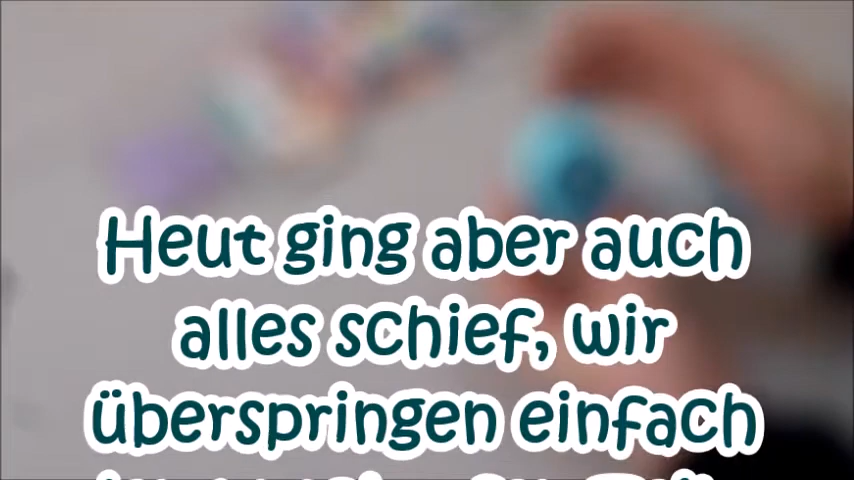 Heut ging aber auch
alles schief, wir
überspringen einfach